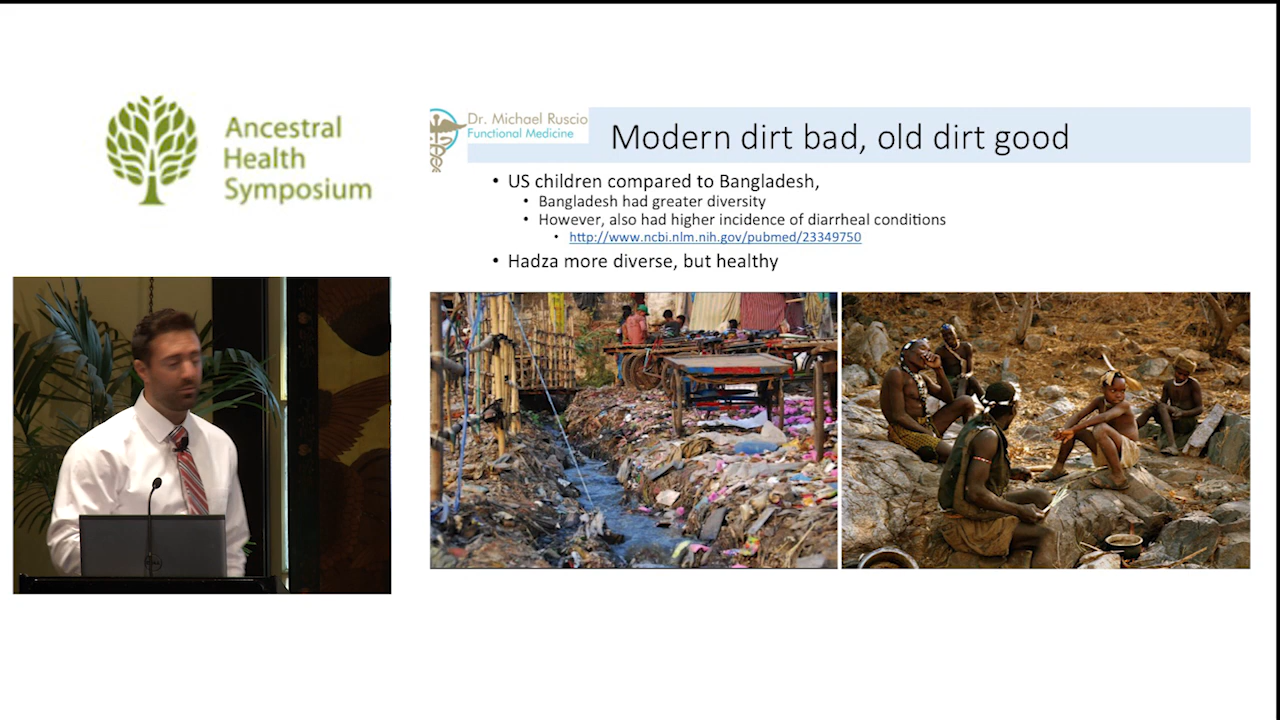 Ancestral
Health
Symposium
Dr. Michael Ruscio
Functional Medicine
Modern dirt bad, old dirt good
• US children compared to Bangladesh,
• Bangladesh had greater diversity
• However, also had higher incidence of diarrheal conditions
• http://www.ncbi.nlm.nih.gov/pubmed/23349750
• Hadza more diverse, but healthy